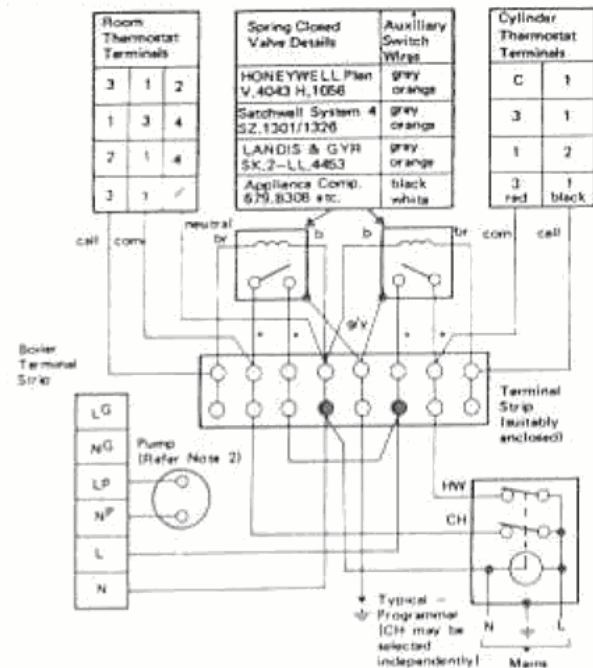 Room
Thermostat
Terminals
3 1 2
1 3 4
2 1 4
3 1 /
Spring Closed
Valve Details
Auxiliary
Switch
Wires
HONEYWELL Plan
V.4043 H.1056
grey
orange
Satchwell System 4
SZ.1301/1326
grey
orange
LANDIS & GYR
SK.2-LL.4453
grey
orange
Appliance Comp.
679.B308 etc.
black
white
Cylinder
Thermostat
Terminals
C 1
3 1
1 2
3
red
1
black
call
com
neutral
br
b
b
br
com
call
g/y
Boiler
Terminal
Strip
Terminal
Strip
(suitably
enclosed)
LG
NG
LP
NP
L
N
Pump
(Refer Note 2)
HW
CH
Typical -
Programmer
(CH may be
selected
independently)
N
L
Mains